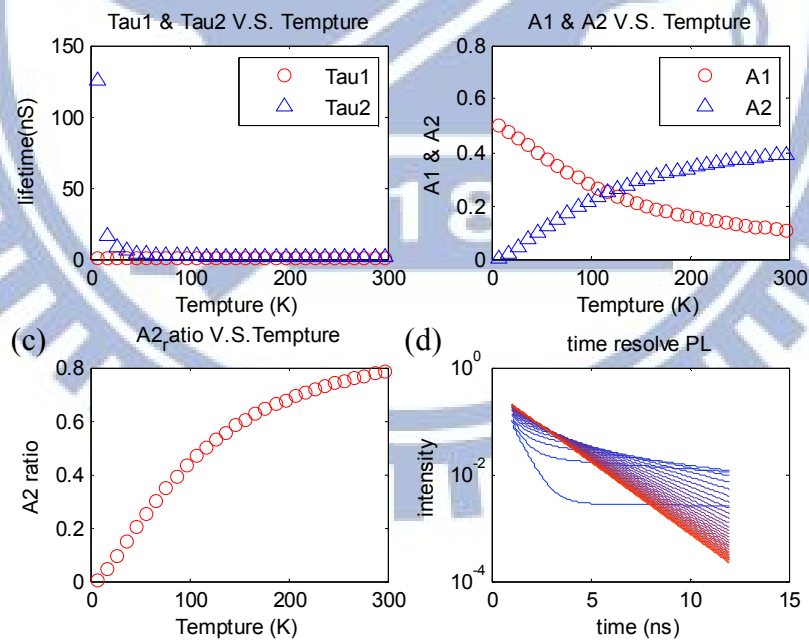 Tau1 & Tau2 V.S. Tempture
150
100
50
0
lifetime(nS)
Tau1
Tau2
0 100 200 300
Tempture (K)
A1 & A2 V.S. Tempture
0.8
0.6
0.4
0.2
0
A1 & A2
A1
A2
0 100 200 300
Tempture (K)
18
(c)
A2ratio V.S.Tempture
0.8
0.6
0.4
0.2
0
A2 ratio
0 100 200 300
Tempture (K)
(d)
time resolve PL
10^0
10^-2
10^-4
intensity
0 5 10 15
time (ns)